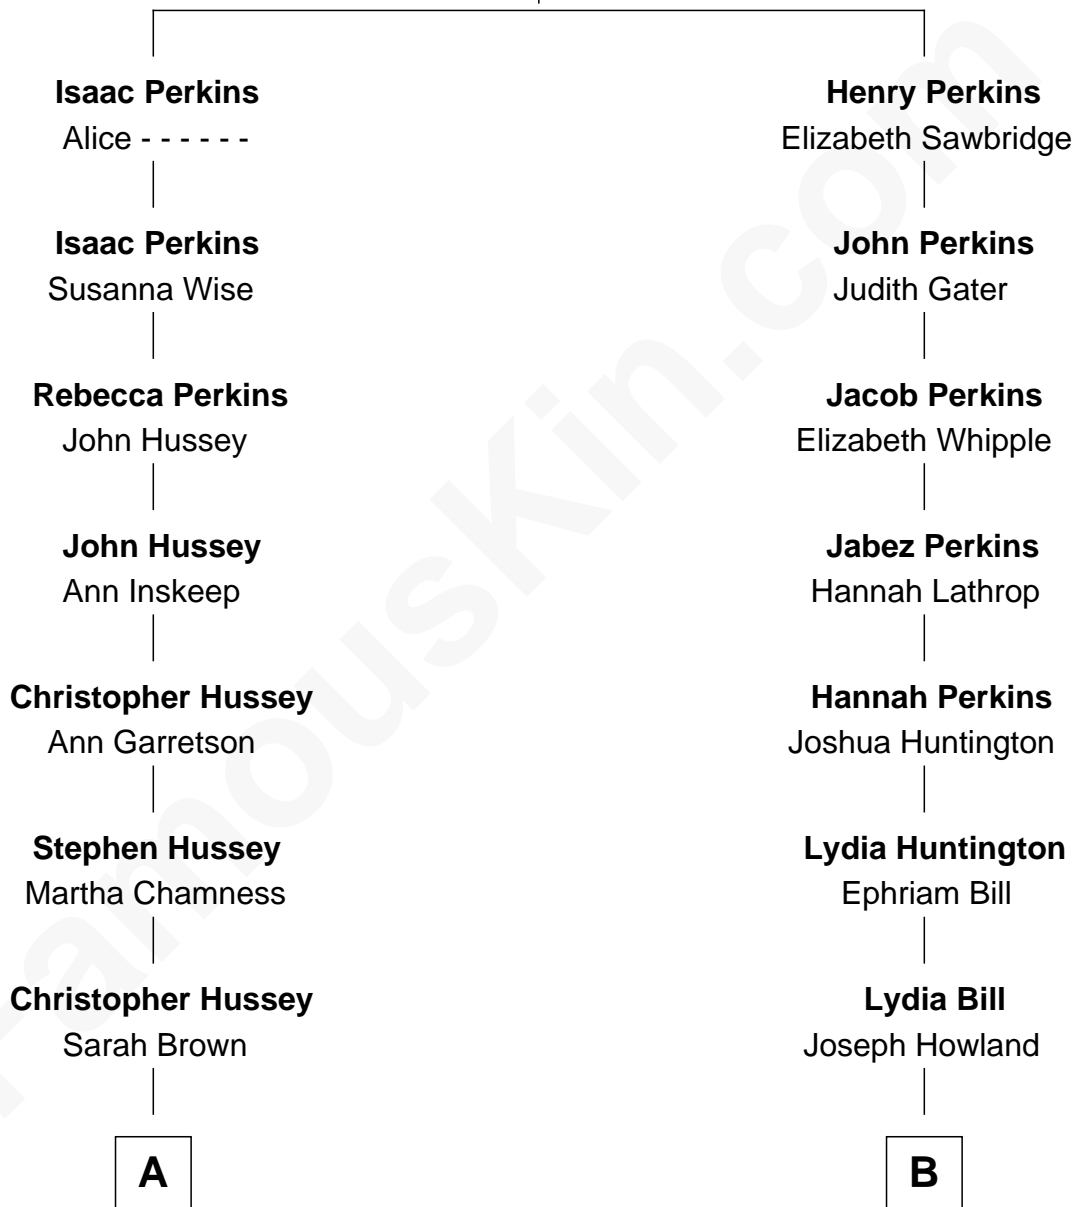 Isaac Perkins
Alice - - - - - -
Isaac Perkins
Susanna Wise
Rebecca Perkins
John Hussey
John Hussey
Ann Inskeep
Christopher Hussey
Ann Garretson
Stephen Hussey
Martha Chamness
Christopher Hussey
Sarah Brown
A
Henry Perkins
Elizabeth Sawbridge
John Perkins
Judith Gater
Jacob Perkins
Elizabeth Whipple
Jabez Perkins
Hannah Lathrop
Hannah Perkins
Joshua Huntington
Lydia Huntington
Ephriam Bill
Lydia Bill
Joseph Howland
B
FamousKin.com